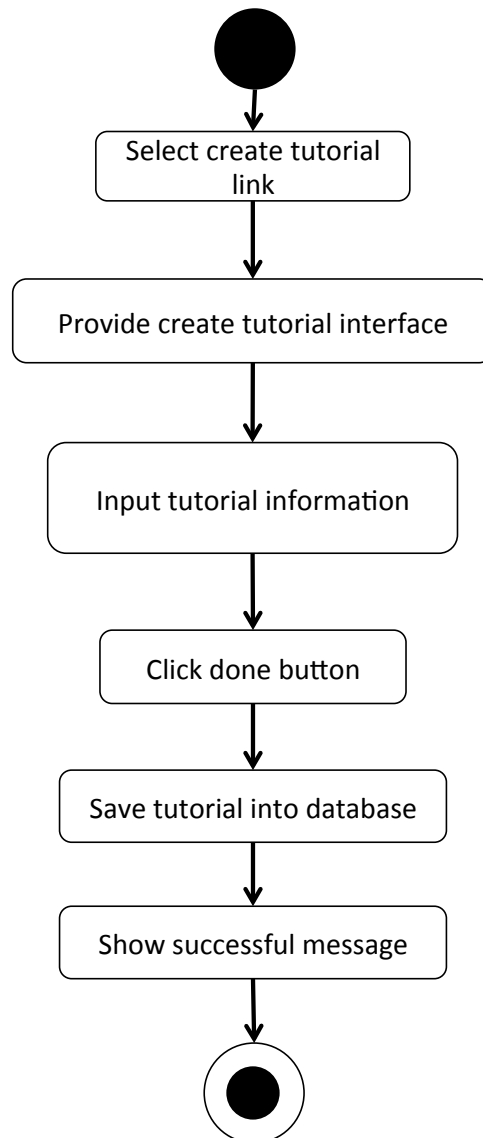 Select create tutorial
link
Provide create tutorial interface
Input tutorial information
Click done button
Save tutorial into database
Show successful message